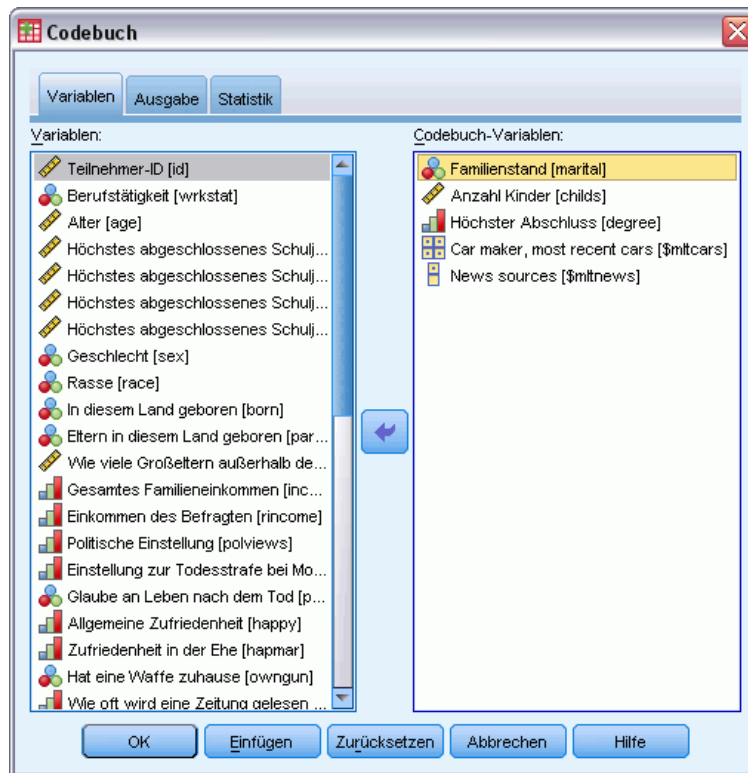 Codebuch
Variablen
Ausgabe
Statistik
Variablen:
Teilnehmer-ID [id]
Berufstätigkeit [wrkstat]
Alter [age]
Höchstes abgeschlossenes Schulj...
Höchstes abgeschlossenes Schulj...
Höchstes abgeschlossenes Schulj...
Höchstes abgeschlossenes Schulj...
Geschlecht [sex]
Rasse [race]
In diesem Land geboren [born]
Eltern in diesem Land geboren [par...
Wie viele Großeltern außerhalb de...
Gesamtes Familieneinkommen [inc...
Einkommen des Befragten [rincome]
Politische Einstellung [polviews]
Einstellung zur Todesstrafe bei Mo...
Glaube an Leben nach dem Tod [p...
Allgemeine Zufriedenheit [happy]
Zufriedenheit in der Ehe [hapmar]
Hat eine Waffe zuhause [owngun]
Wie oft wird eine Zeitung gelesen ...
Codebuch-Variablen:
Familienstand [marital]
Anzahl Kinder [childs]
Höchster Abschluss [degree]
Car maker, most recent cars [$mltcars]
News sources [$mltnews]
OK
Einfügen
Zurücksetzen
Abbrechen
Hilfe